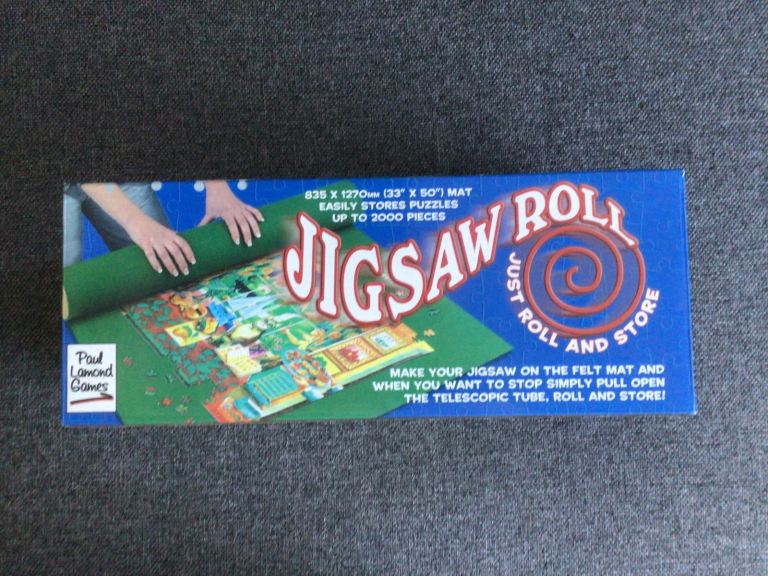 835 X 1270MM (33" X 50") MAT
EASILY STORES PUZZLES
UP TO 2000 PIECES
JIGSAW ROLL
JUST ROLL AND STORE
Paul
Lamond
Games
MAKE YOUR JIGSAW ON THE FELT MAT AND
WHEN YOU WANT TO STOP SIMPLY PULL OPEN
THE TELESCOPIC TUBE, ROLL AND STORE!